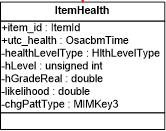 ItemHealth
+item_id : ItemId
+utc_health : OsacbmTime
-healthLevelType : HlthLevelType
-hLevel : unsigned int
-hGradeReal : double
-likelihood : double
-chgPattType : MIMKey3